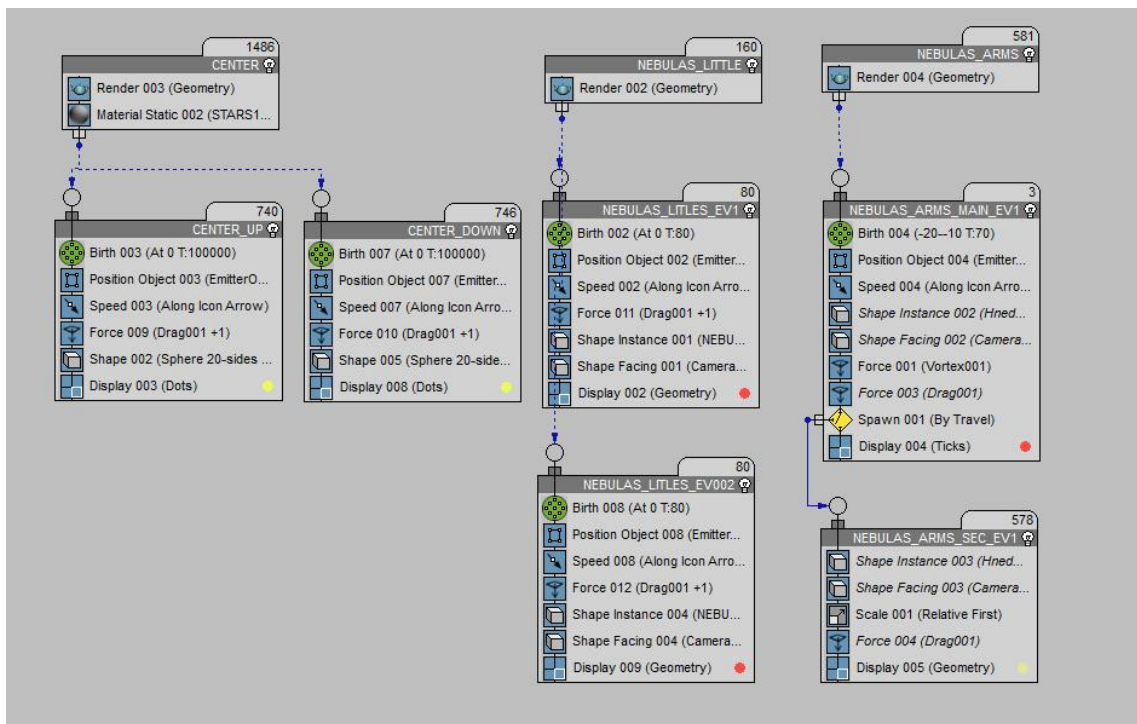 1486
CENTER
Render 003 (Geometry)
Material Static 002 (STARS1...
160
NEBULAS_LITTLE
Render 002 (Geometry)
581
NEBULAS_ARMS
Render 004 (Geometry)
740
CENTER_UP
Birth 003 (At 0 T:100000)
Position Object 003 (EmitterO...
Speed 003 (Along Icon Arrow)
Force 009 (Drag001 +1)
Shape 002 (Sphere 20-sides ...
Display 003 (Dots)
746
CENTER_DOWN
Birth 007 (At 0 T:100000)
Position Object 007 (Emitter...
Speed 007 (Along Icon Arro...
Force 010 (Drag001 +1)
Shape 005 (Sphere 20-side...
Display 008 (Dots)
80
NEBULAS_LITLES_EV1
Birth 002 (At 0 T:80)
Position Object 002 (Emitter...
Speed 002 (Along Icon Arro...
Force 011 (Drag001 +1)
Shape Instance 001 (NEBU...
Shape Facing 001 (Camera...
Display 002 (Geometry)
3
NEBULAS_ARMS_MAIN_EV1
Birth 004 (-20--10 T:70)
Position Object 004 (Emitter...
Speed 004 (Along Icon Arro...
Shape Instance 002 (Hned...
Shape Facing 002 (Camera...
Force 001 (Vortex001)
Force 003 (Drag001)
Spawn 001 (By Travel)
Display 004 (Ticks)
80
NEBULAS_LITLES_EV002
Birth 008 (At 0 T:80)
Position Object 008 (Emitter...
Speed 008 (Along Icon Arro...
Force 012 (Drag001 +1)
Shape Instance 004 (NEBU...
Shape Facing 004 (Camera...
Display 009 (Geometry)
578
NEBULAS_ARMS_SEC_EV1
Shape Instance 003 (Hned...
Shape Facing 003 (Camera...
Scale 001 (Relative First)
Force 004 (Drag001)
Display 005 (Geometry)